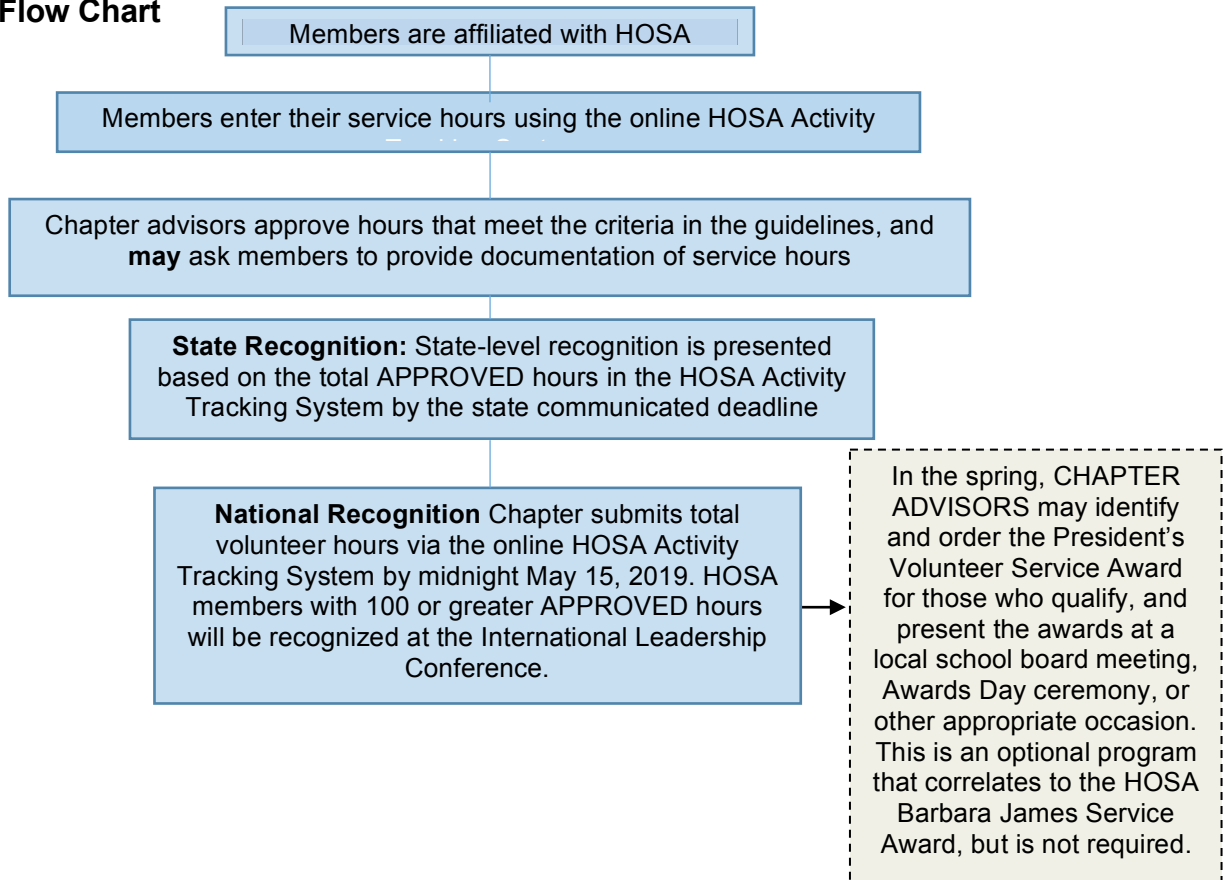 Flow Chart
Members are affiliated with HOSA
Members enter their service hours using the online HOSA Activity
Chapter advisors approve hours that meet the criteria in the guidelines, and
may ask members to provide documentation of service hours
State Recognition: State-level recognition is presented
based on the total APPROVED hours in the HOSA Activity
Tracking System by the state communicated deadline
National Recognition Chapter submits total
volunteer hours via the online HOSA Activity
Tracking System by midnight May 15, 2019. HOSA
members with 100 or greater APPROVED hours
will be recognized at the International Leadership
Conference.
In the spring, CHAPTER
ADVISORS may identify
and order the President’s
Volunteer Service Award
for those who qualify, and
present the awards at a
local school board meeting,
Awards Day ceremony, or
other appropriate occasion.
This is an optional program
that correlates to the HOSA
Barbara James Service
Award, but is not required.